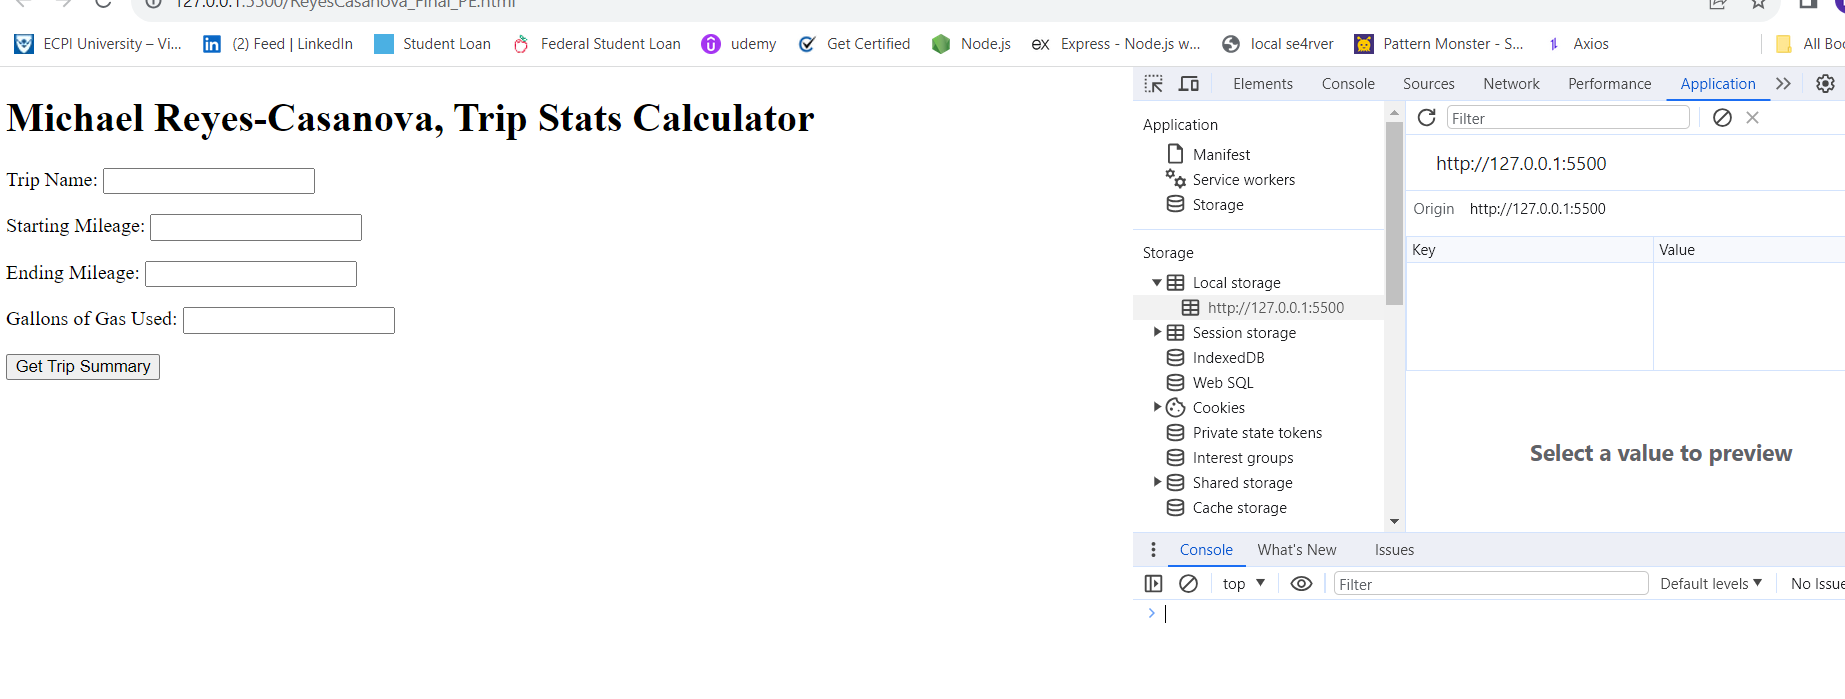 127.0.0.1:5500/ReyesCasanova_Final_PE.html
ECPI University – Vi... (2) Feed | LinkedIn Student Loan Federal Student Loan udemy Get Certified Node.js ex Express - Node.js w... local se4rver Pattern Monster - S... Axios All Boo
Michael Reyes-Casanova, Trip Stats Calculator
Trip Name:
Starting Mileage:
Ending Mileage:
Gallons of Gas Used:
Get Trip Summary
Elements Console Sources Network Performance Application
Application
Manifest
Service workers
Storage
Storage
Local storage
http://127.0.0.1:5500
Session storage
IndexedDB
Web SQL
Cookies
Private state tokens
Interest groups
Shared storage
Cache storage
Filter
http://127.0.0.1:5500
Origin http://127.0.0.1:5500
Key Value
Select a value to preview
Console What's New Issues
top Filter Default levels No Issue